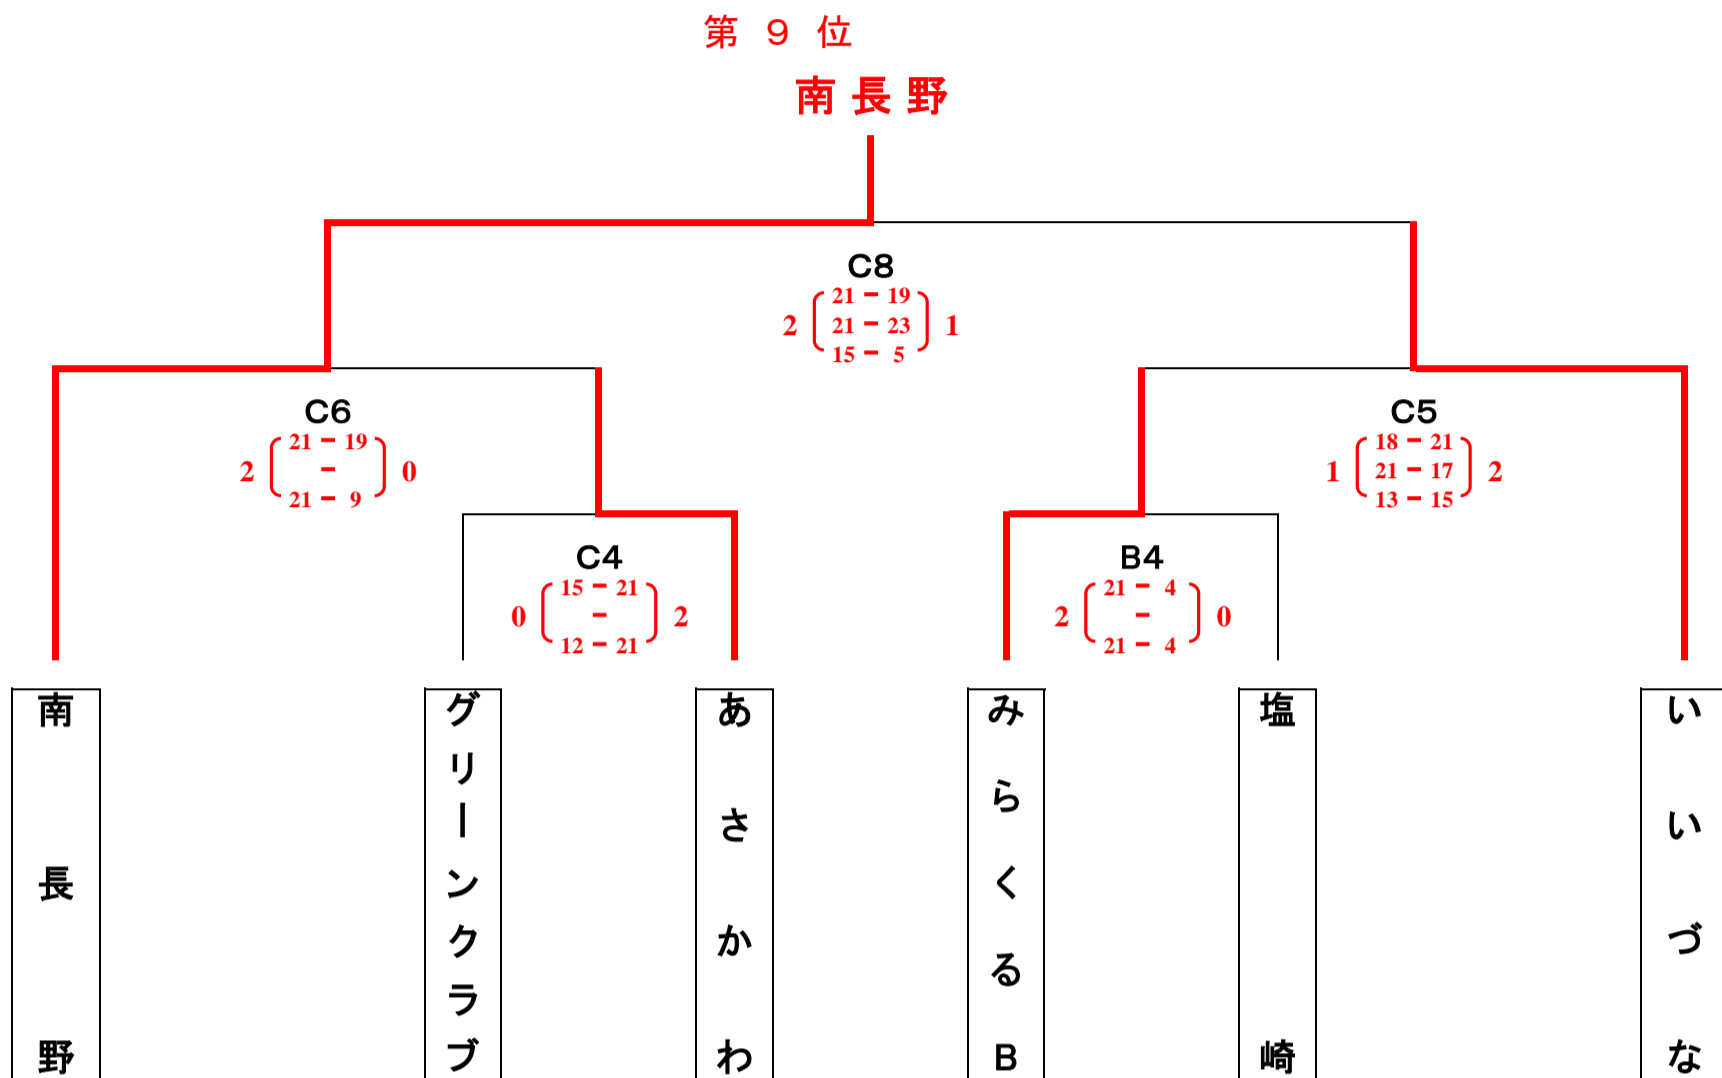 第 9 位
南長野
C8
21 - 19
2 21 - 23 1
15 - 5
C6
21 - 19
2 - 0
21 - 9
C5
18 - 21
1 21 - 17 2
13 - 15
C4
15 - 21
0 - 2
12 - 21
B4
21 - 4
2 - 0
21 - 4
南長野
グリーンクラブ
あさかわ
みらくるB
塩崎
いいづな